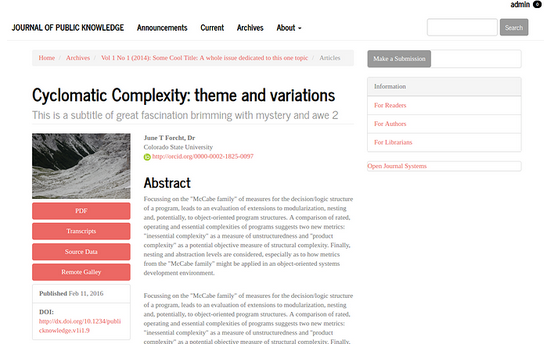 admin 0
JOURNAL OF PUBLIC KNOWLEDGE Announcements Current Archives About
Search
Home / Archives / Vol 1 No 1 (2014): Some Cool Title: A whole issue dedicated to this one topic / Articles
Cyclomatic Complexity: theme and variations
This is a subtitle of great fascination brimming with mystery and awe 2
PDF
Transcripts
Source Data
Remote Galley
Published Feb 11, 2016
DOI:
http://dx.doi.org/10.1234/publi
cknowledge.v1i1.9
June T Forcht, Dr
Colorado State University
iD http://orcid.org/0000-0002-1825-0097
Abstract
Focussing on the "McCabe family" of measures for the decision/logic structure
of a program, leads to an evaluation of extensions to modularization, nesting
and, potentially, to object-oriented program structures. A comparison of rated,
operating and essential complexities of programs suggests two new metrics:
"inessential complexity" as a measure of unstructuredness and "product
complexity" as a potential objective measure of structural complexity. Finally,
nesting and abstraction levels are considered, especially as to how metrics
from the "McCabe family" might be applied in an object-oriented systems
development environment.
Focussing on the "McCabe family" of measures for the decision/logic structure
of a program, leads to an evaluation of extensions to modularization, nesting
and, potentially, to object-oriented program structures. A comparison of rated,
operating and essential complexities of programs suggests two new metrics:
"inessential complexity" as a measure of unstructuredness and "product
complexity" as a potential objective measure of structural complexity. Finally,
Make a Submission
Information
For Readers
For Authors
For Librarians
Open Journal Systems